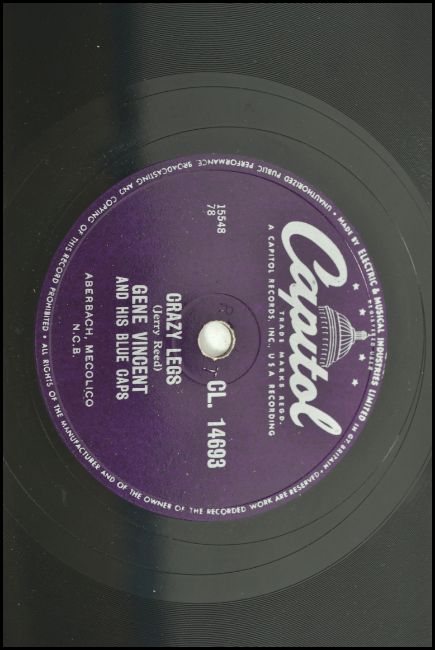 MADE BY ELECTRIC & MUSICAL INDUSTRIES LIMITED IN GT. BRITAIN •
REGISTERED USER
Capitol
TRADE MARKS REGD.
A CAPITOL RECORDS, INC., U S A RECORDING
15548
78
CL. 14693
CRAZY LEGS
(Jerry Reed)
GENE VINCENT
AND HIS BLUE CAPS
ABERBACH, MECOLICO
N.C.B.
• ALL RIGHTS OF THE MANUFACTURER AND OF THE OWNER OF THE RECORDED WORK ARE RESERVED • UNAUTHORIZED PUBLIC PERFORMANCE BROADCASTING AND COPYING OF THIS RECORD PROHIBITED